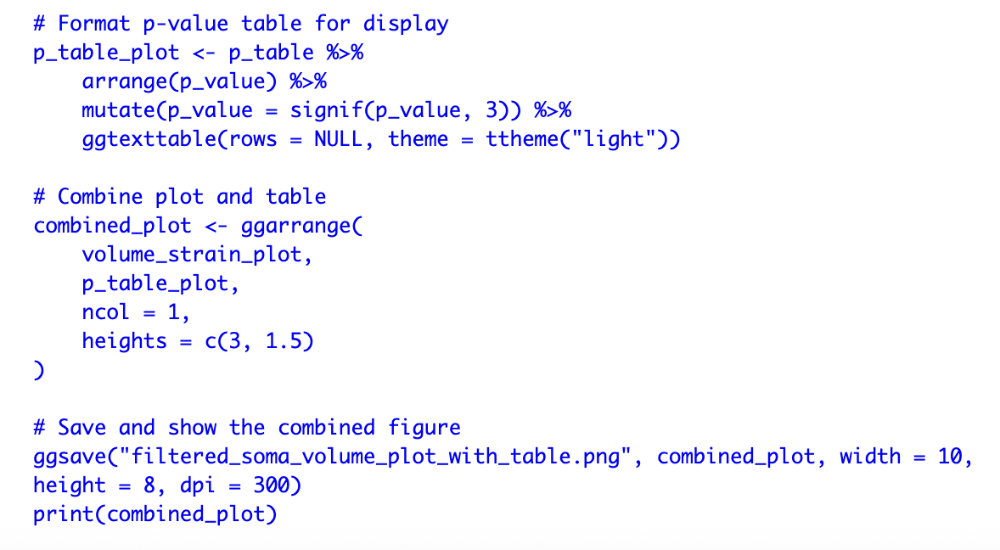 # Format p-value table for display
p_table_plot <- p_table %>%
    arrange(p_value) %>%
    mutate(p_value = signif(p_value, 3)) %>%
    ggtexttable(rows = NULL, theme = ttheme("light"))

# Combine plot and table
combined_plot <- ggarrange(
    volume_strain_plot,
    p_table_plot,
    ncol = 1,
    heights = c(3, 1.5)
)

# Save and show the combined figure
ggsave("filtered_soma_volume_plot_with_table.png", combined_plot, width = 10,
height = 8, dpi = 300)
print(combined_plot)